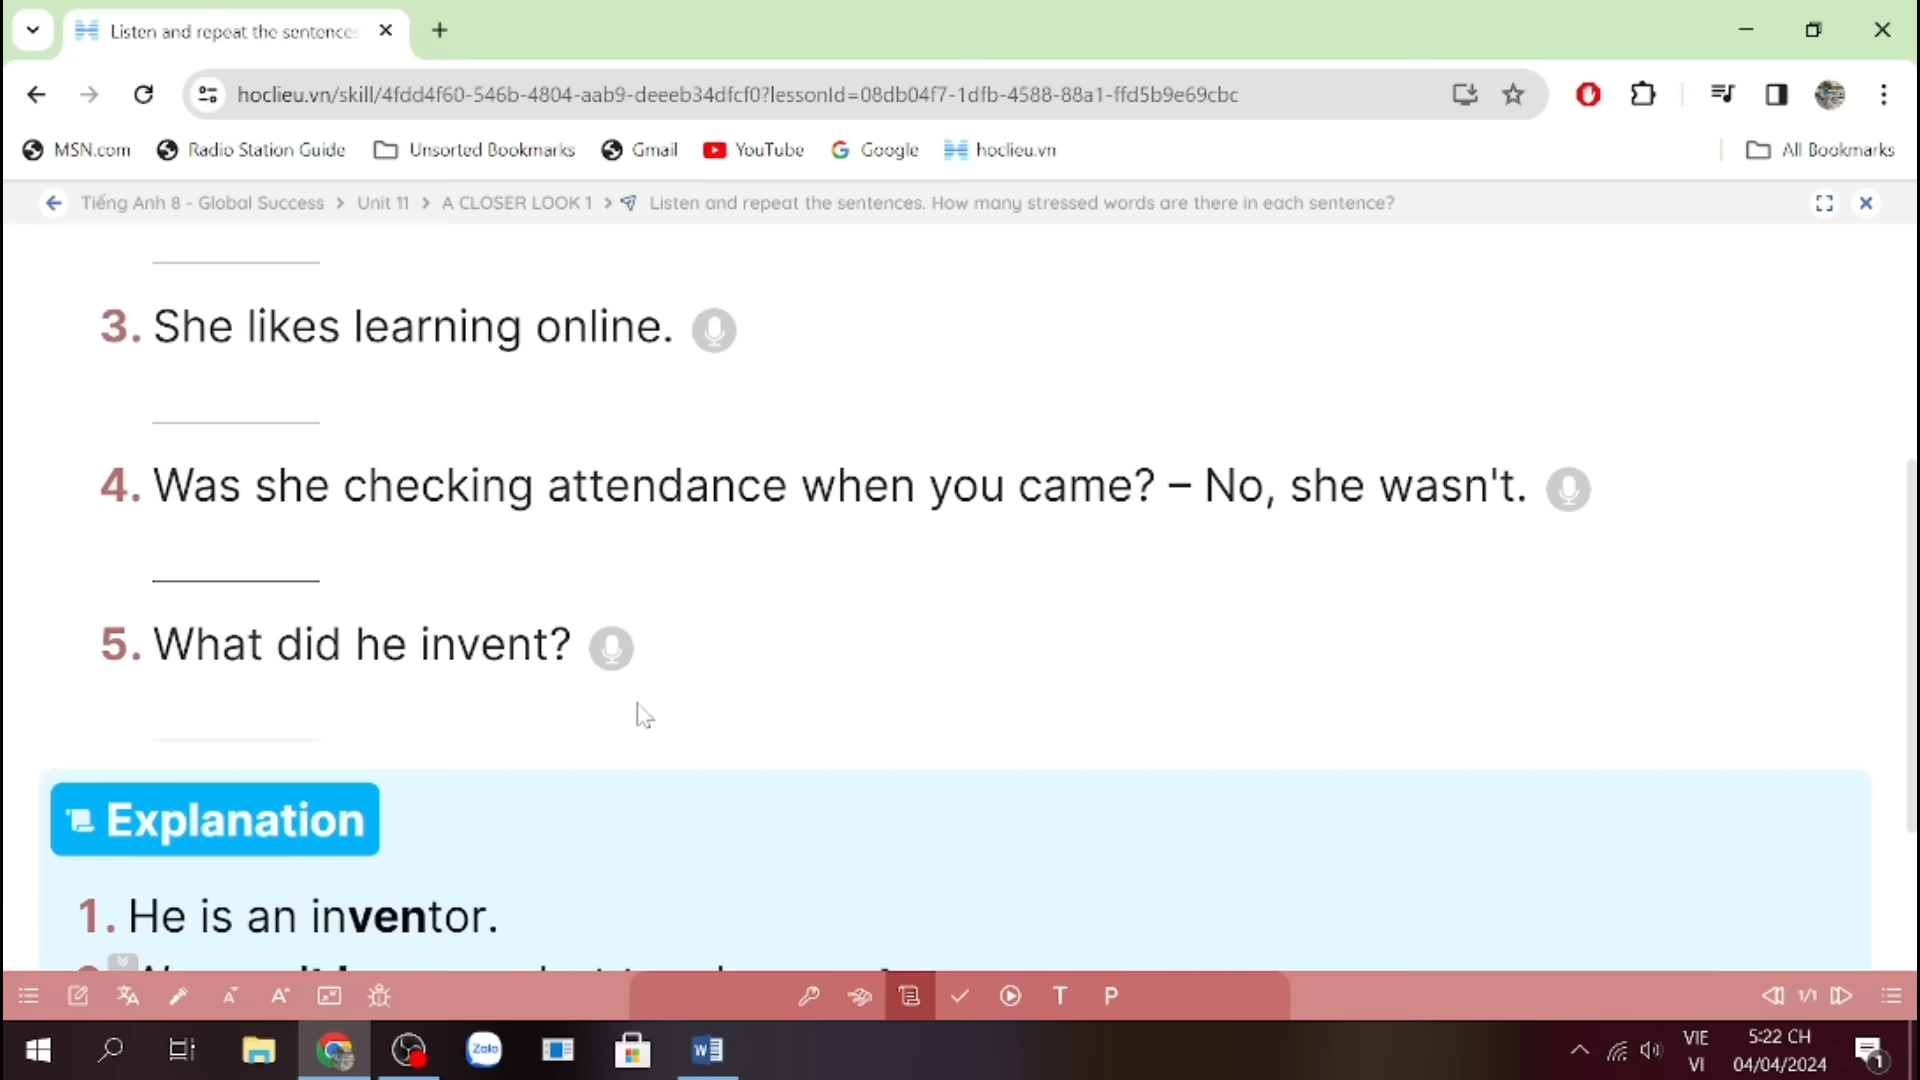 Listen and repeat the sentences
hoclieu.vn/skill/4fdd4f60-546b-4804-aab9-deeeb34dfcf0?lessonId=08db04f7-1dfb-4588-88a1-ffd5b9e69cbc
MSN.com Radio Station Guide Unsorted Bookmarks Gmail YouTube Google hoclieu.vn All Bookmarks
Tiếng Anh 8 - Global Success > Unit 11 > A CLOSER LOOK 1 > Listen and repeat the sentences. How many stressed words are there in each sentence?
3. She likes learning online.
4. Was she checking attendance when you came? – No, she wasn't.
5. What did he invent?
Explanation
1. He is an inventor.
T P 1/1
Zalo
VIE
VI
5:22 CH
04/04/2024
1